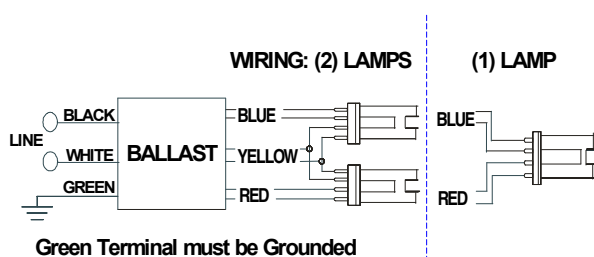 WIRING: (2) LAMPS
(1) LAMP
BLACK
BLUE
BLUE
LINE
WHITE
BALLAST
YELLOW
GREEN
RED
RED
Green Terminal must be Grounded